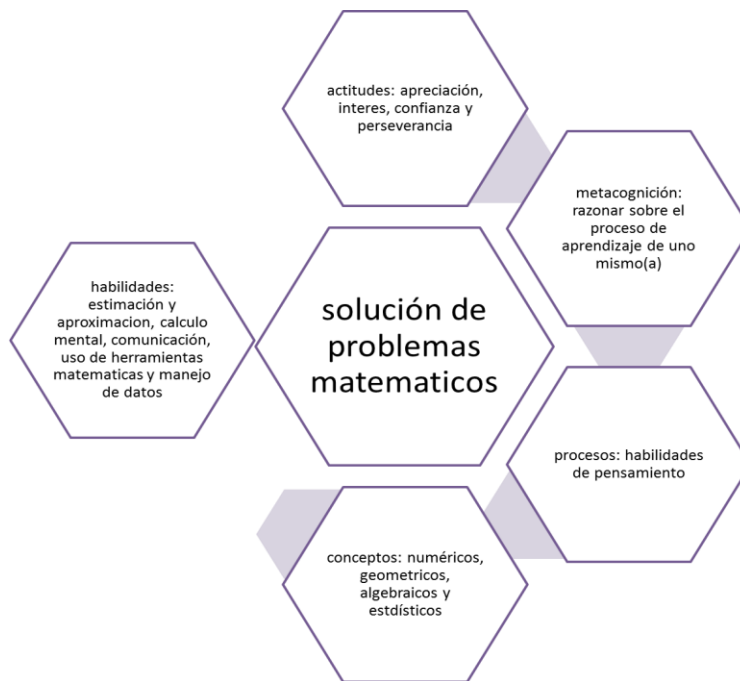 actitudes: apreciación,
interes, confianza y
perseverancia
metacognición:
razonar sobre el
proceso de
aprendizaje de uno
mismo(a)
habilidades:
estimación y
aproximacion, calculo
mental, comunicación,
uso de herramientas
matematicas y manejo
de datos
solución de
problemas
matematicos
procesos: habilidades
de pensamiento
conceptos: numéricos,
geometricos,
algebraicos y
estdísticos